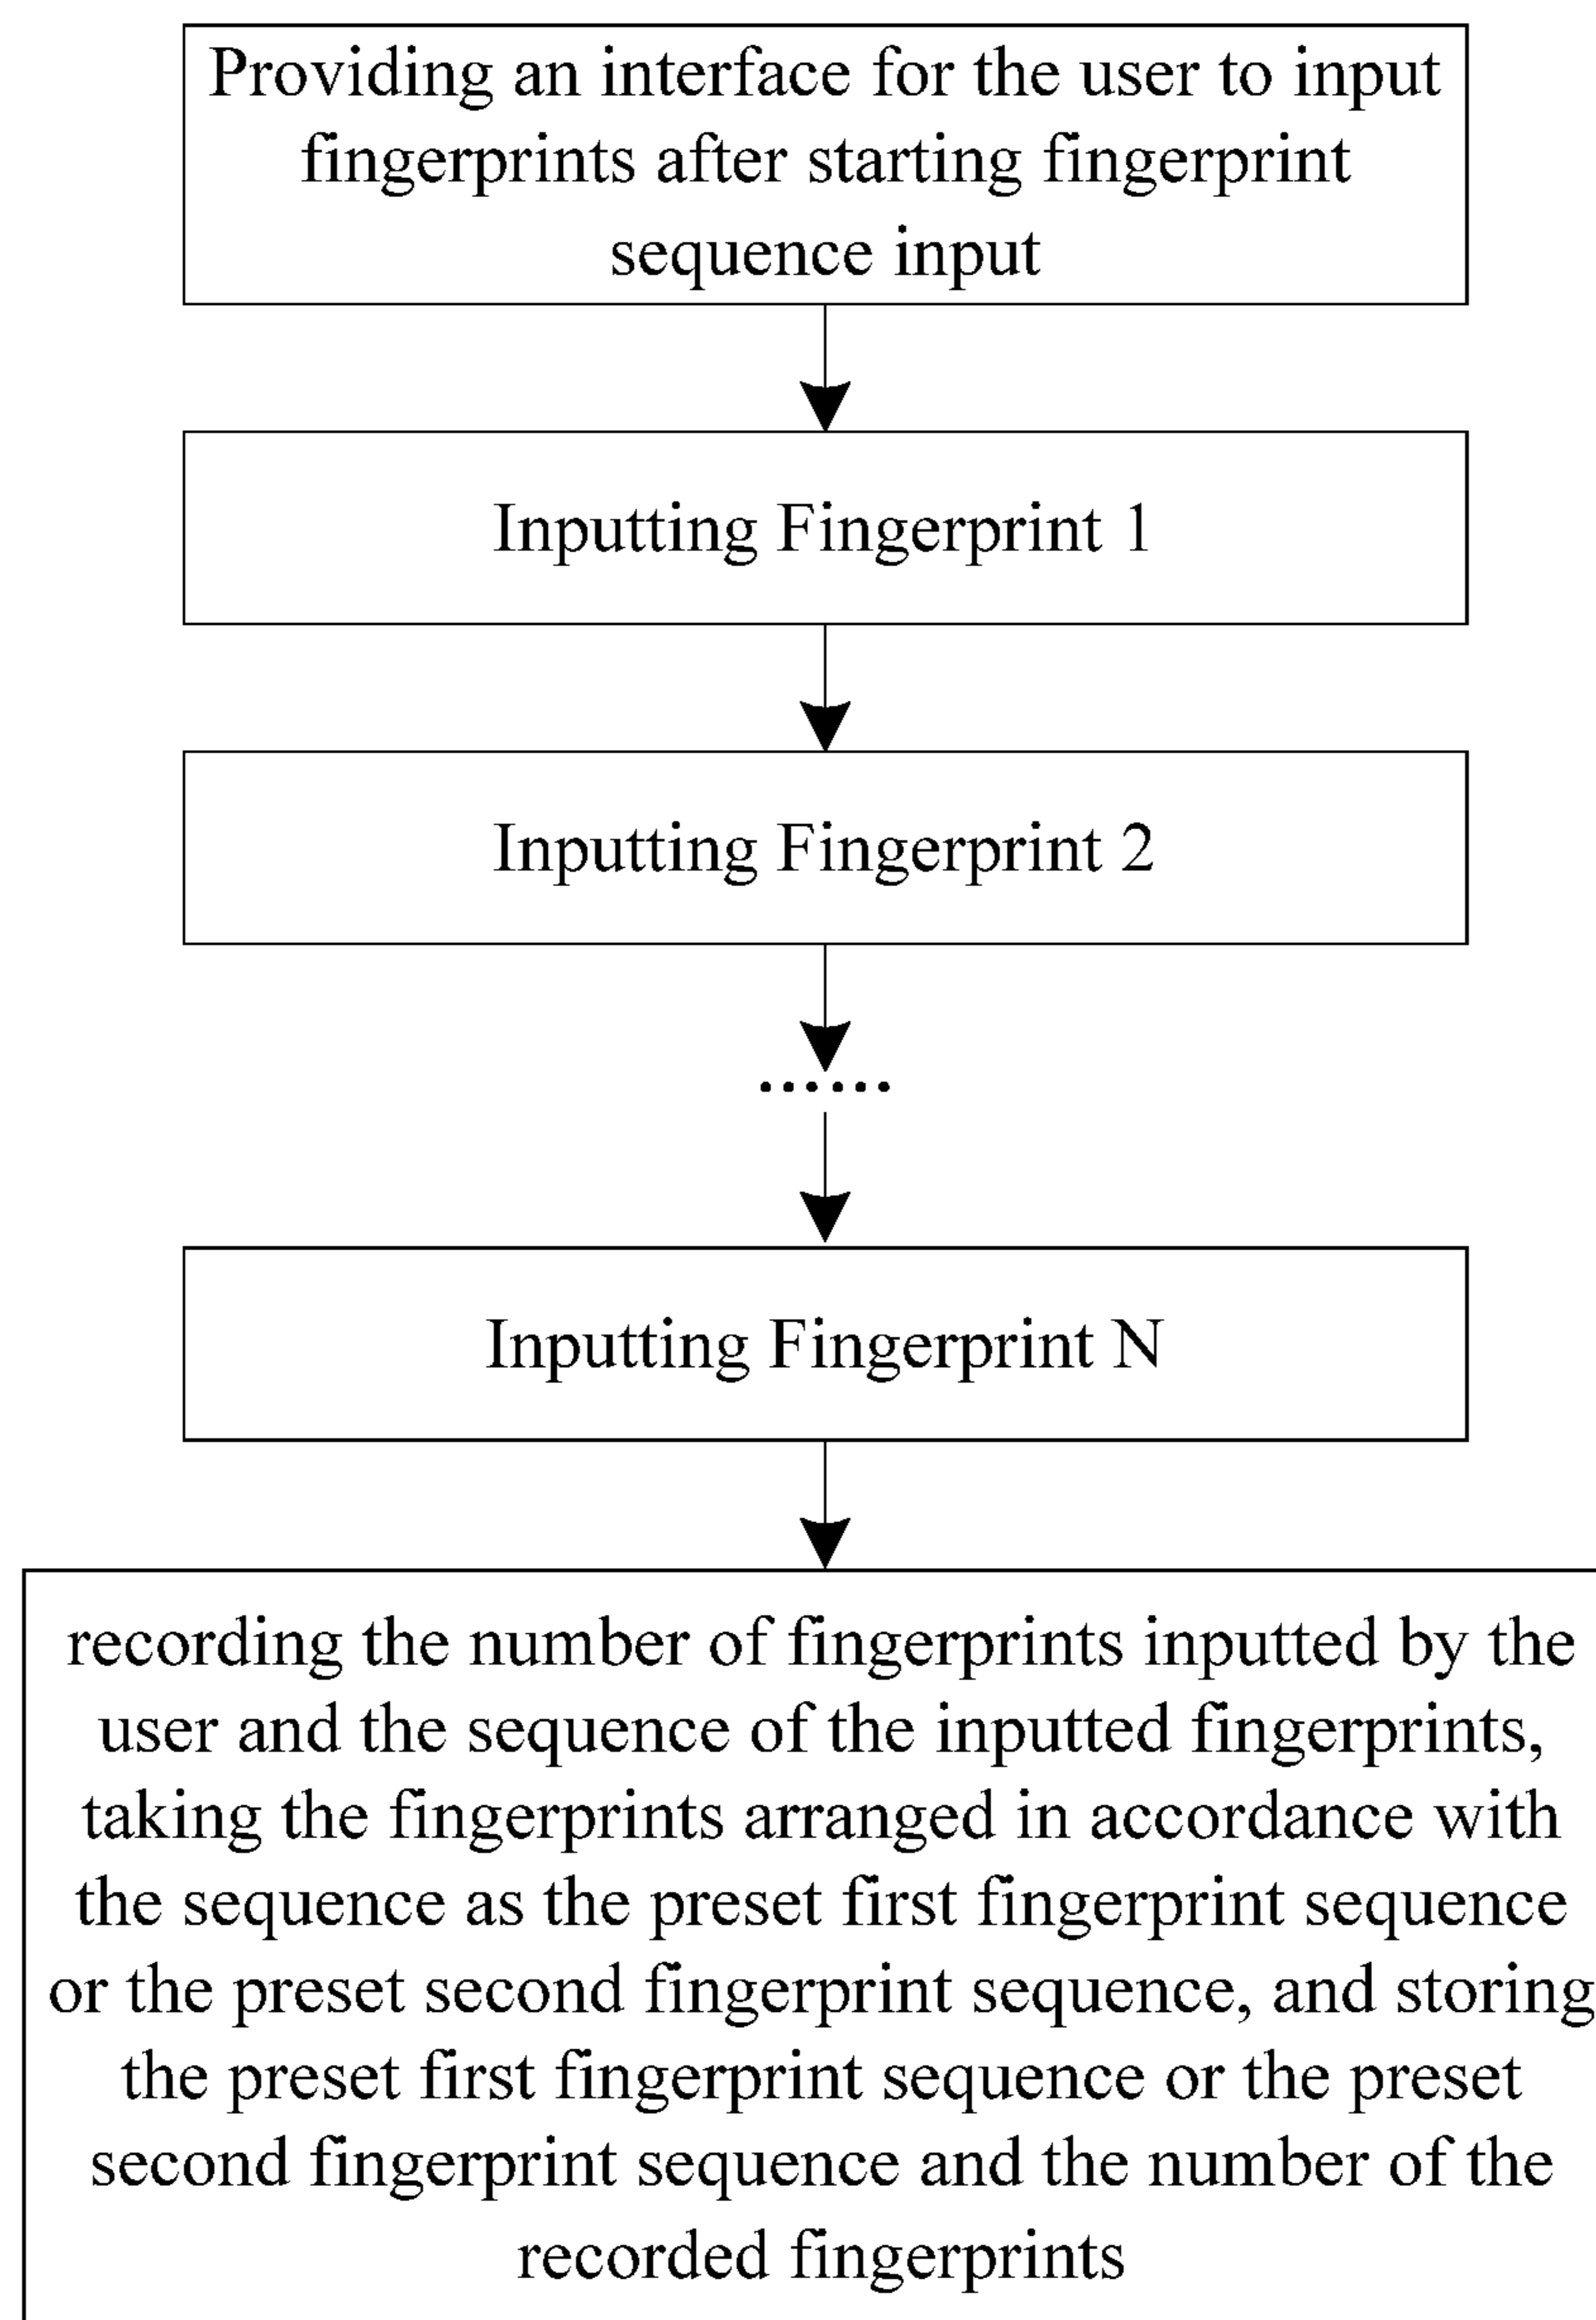 Providing an interface for the user to input
fingerprints after starting fingerprint
sequence input
Inputting Fingerprint 1
Inputting Fingerprint 2
......
Inputting Fingerprint N
recording the number of fingerprints inputted by the
user and the sequence of the inputted fingerprints,
taking the fingerprints arranged in accordance with
the sequence as the preset first fingerprint sequence
or the preset second fingerprint sequence, and storing
the preset first fingerprint sequence or the preset
second fingerprint sequence and the number of the
recorded fingerprints